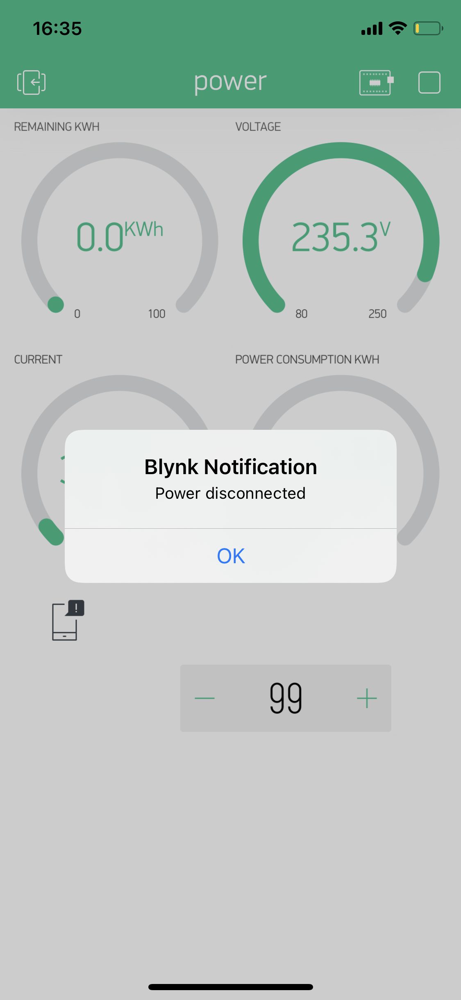 16:35
power
REMAINING KWH
VOLTAGE
0.0KWh
235.3V
0
100
80
250
CURRENT
POWER CONSUMPTION KWH
Blynk Notification
Power disconnected
OK
!
99